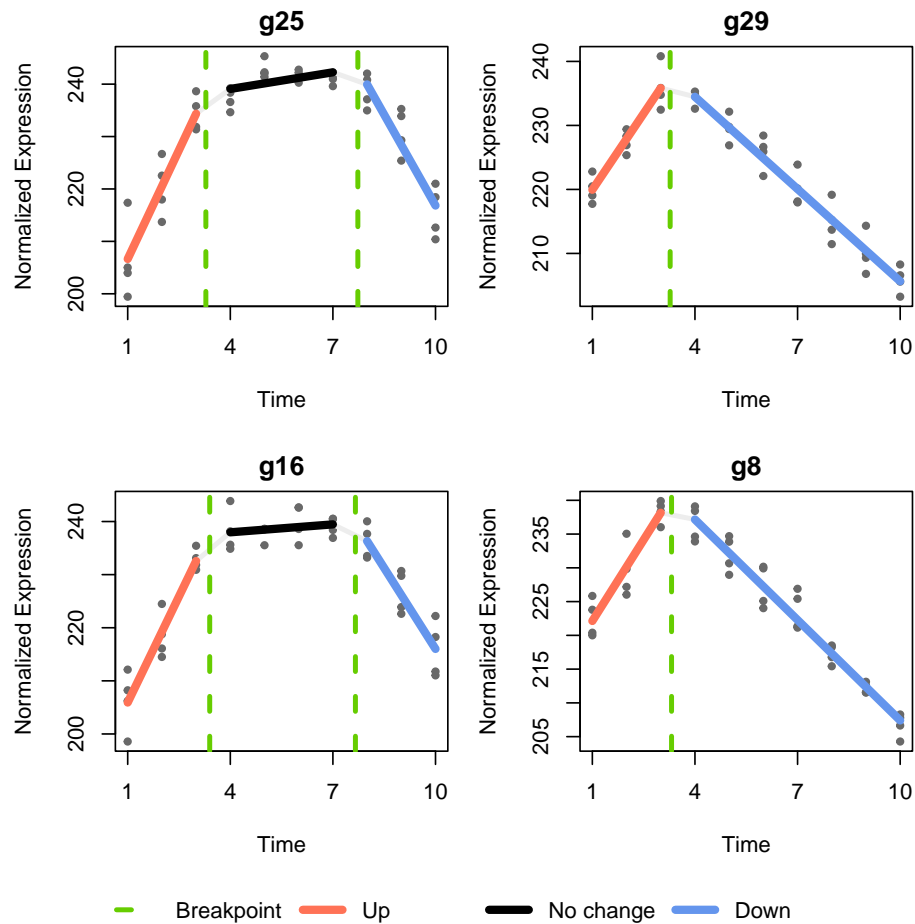 g25
Normalized Expression
200
220
240
1 4 7 10
Time
g29
Normalized Expression
210
220
230
240
1 4 7 10
Time
g16
Normalized Expression
200
220
240
1 4 7 10
Time
g8
Normalized Expression
205
215
225
235
1 4 7 10
Time
Breakpoint Up No change Down